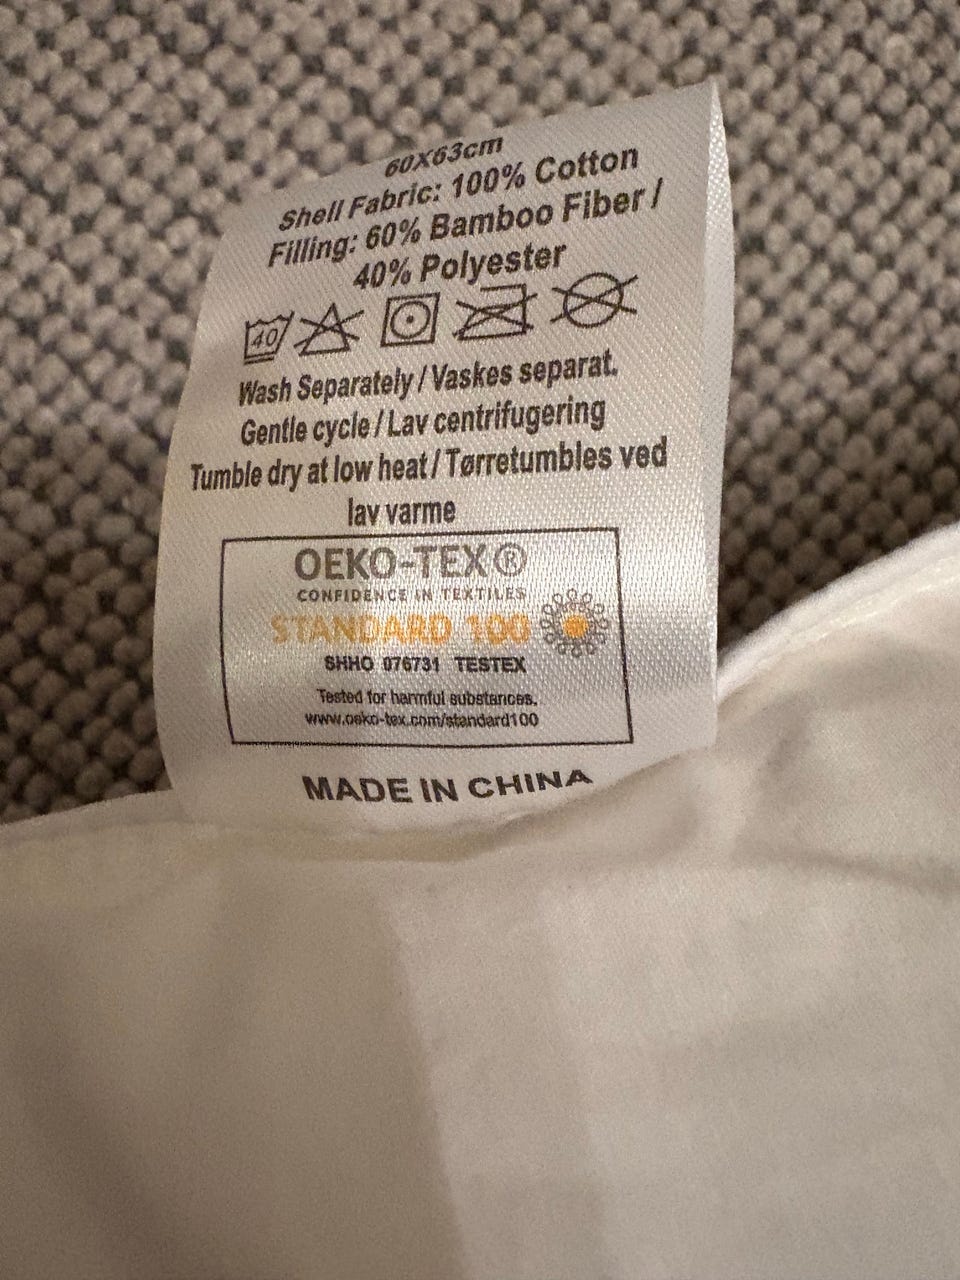 60X63cm
Shell Fabric: 100% Cotton
Filling: 60% Bamboo Fiber /
40% Polyester
40
Wash Separately / Vaskes separat.
Gentle cycle / Lav centrifugering
Tumble dry at low heat / Tørretumbles ved
lav varme
OEKO-TEX®
CONFIDENCE IN TEXTILES
STANDARD 100
SHHO 076731 TESTEX
Tested for harmful substances.
www.oeko-tex.com/standard100
MADE IN CHINA